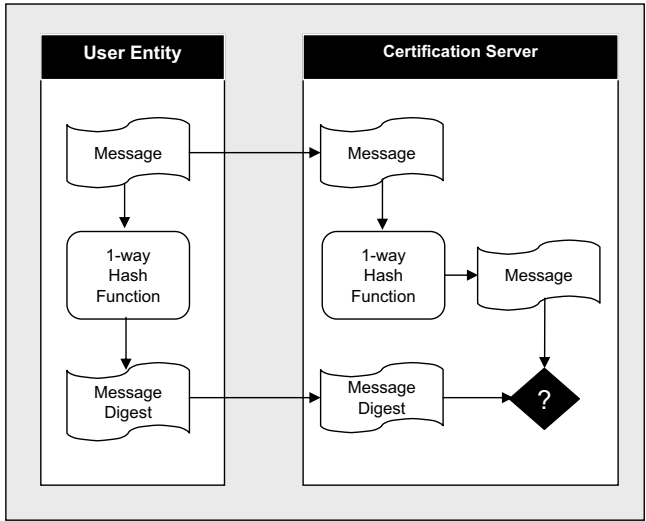 User Entity
Certification Server
Message
Message
1-way
Hash
Function
1-way
Hash
Function
Message
Message
Digest
Message
Digest
?